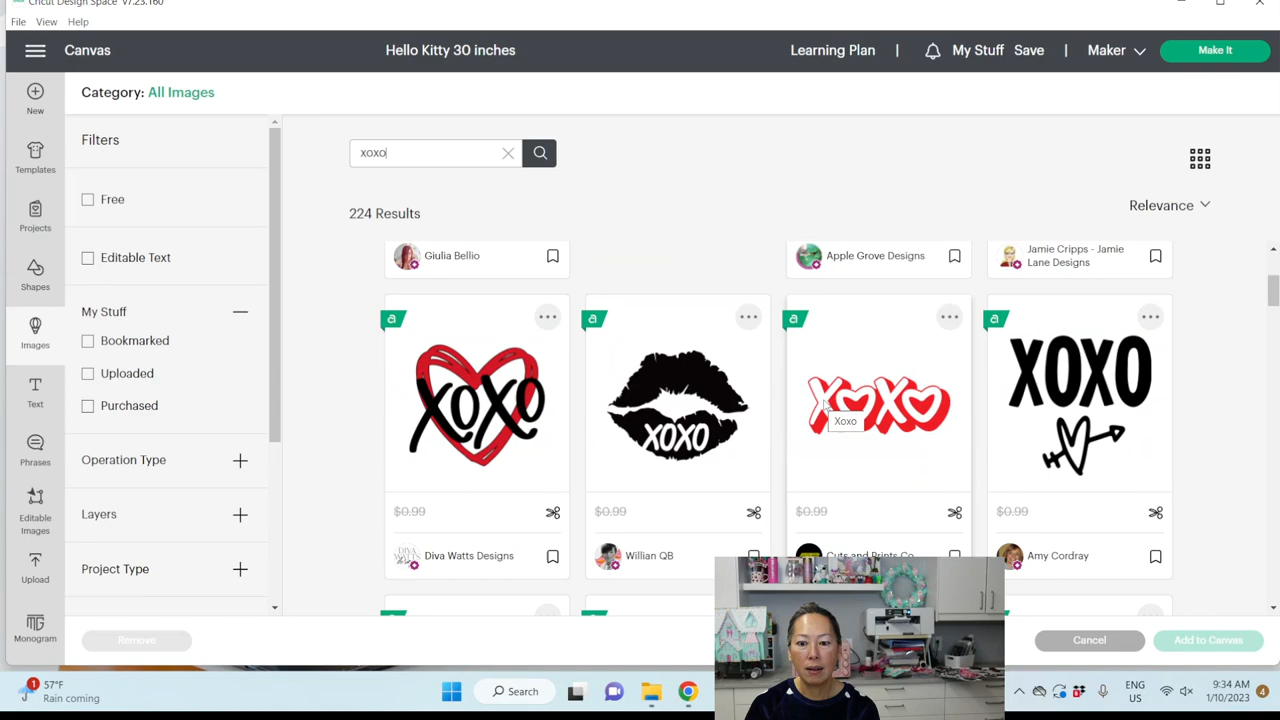 Cricut Design Space v7.23.160
File View Help
Canvas
Hello Kitty 30 inches
Learning Plan | My Stuff Save | Maker Make It
Category: All Images
New
Templates
Projects
Shapes
Images
Text
Phrases
Editable
Images
Upload
Monogram
Filters
Free
Editable Text
My Stuff
Bookmarked
Uploaded
Purchased
Operation Type
Layers
Project Type
Remove
xoxo
224 Results
Relevance
Giulia Bellio
Apple Grove Designs
Jamie Cripps - Jamie
Lane Designs
a a a a
XOXO
XOXO
XOXO
XOXO
Xoxo
$0.99 $0.99 $0.99 $0.99
DIVA
WATTS
Diva Watts Designs
Willian QB
Cuts and Prints Co
Amy Cordray
Cancel
Add to Canvas
1
57°F
Rain coming
Search
ENG
US
9:34 AM
1/10/2023
4